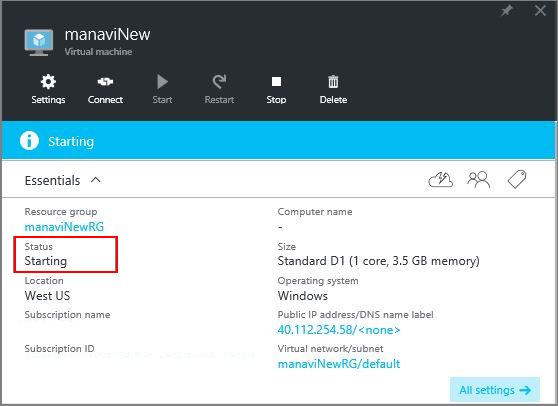 manaviNew
Virtual machine
Settings Connect Start Restart Stop Delete
Starting
Essentials
Resource group
manaviNewRG
Computer name
-
Status
Starting
Size
Standard D1 (1 core, 3.5 GB memory)
Location
West US
Operating system
Windows
Subscription name
Public IP address/DNS name label
40.112.254.58/<none>
Subscription ID
Virtual network/subnet
manaviNewRG/default
All settings →